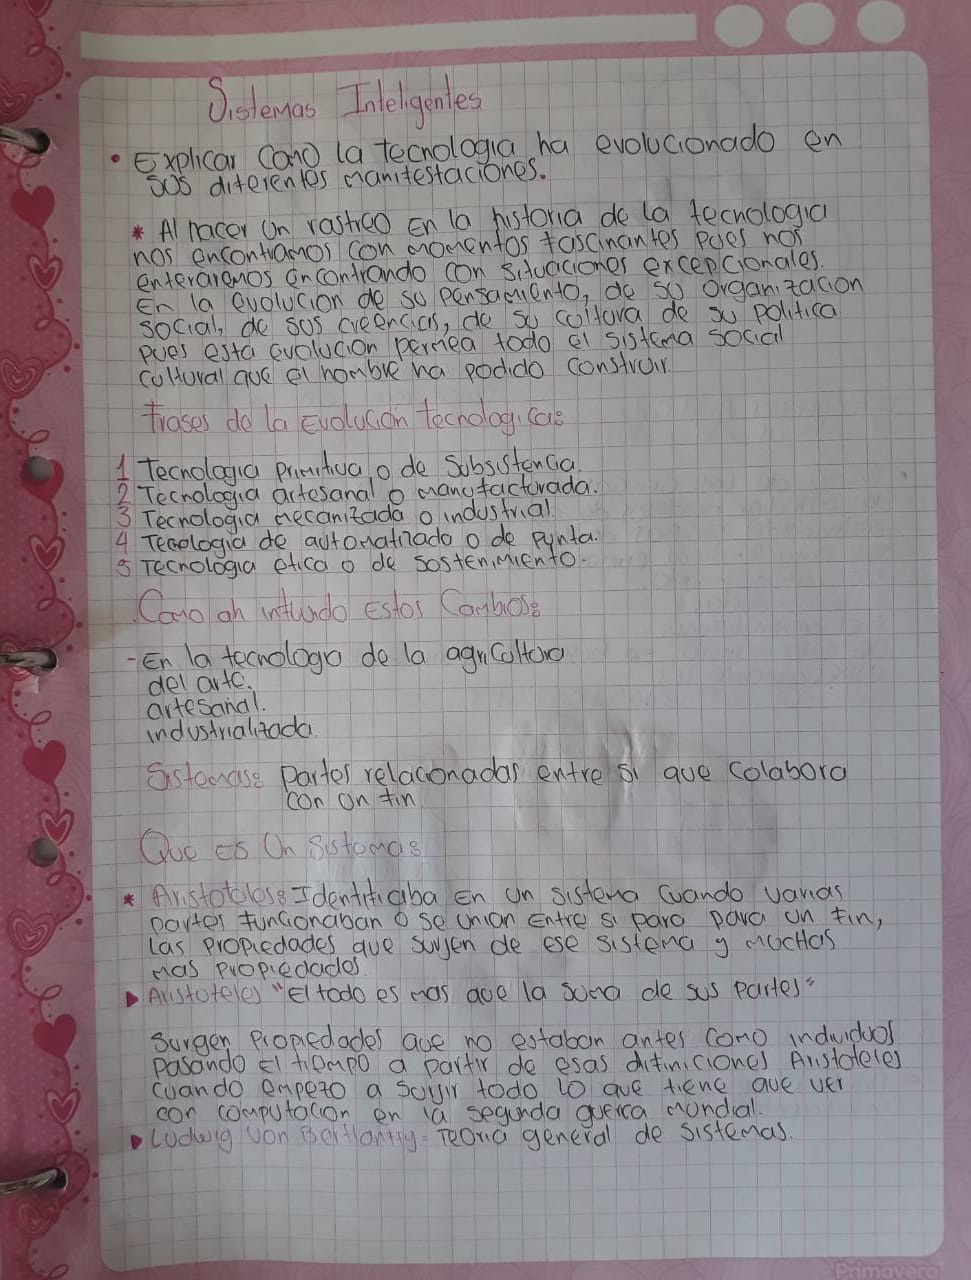 Sistemas Inteligentes
• Explicar Como la tecnologia ha evolucionado en
sus diferentes manifestaciones.
* Al hacer Un rastreo En la historia de la tecnologia
nos encontramos con momentos fascinantes pues nos
enteraremos encontrando con situaciones excepcionales.
En la evolucion de su pensamiento, de su organizacion
social, de sus creencias, de su cultura de su politica
pues esta evolucion permea todo el sistema social
cultural que el hombre ha podido construir.
frases de la Evolucion tecnologicas
1 Tecnologia Primitiva o de Subsistencia.
2 Tecnologia artesanal o manufacturada.
3 Tecnologia mecanizada o industrial.
4 Tecologia de automatizado o de punta.
5 Tecnologia etica o de sostenimiento.
Como ah influido Estos Cambios:
- En la tecnologo de la agricultura
del arte.
artesanal.
industrializada.
Sistemas: partes relacionadas entre si que colabora
con un fin
Que es Un Sistemas
* Aristoteles: Identificaba En un sistema Cuando varias
partes funcionaban o se unian Entre si para para un fin,
las propiedades que surgen de ese sistema y muchas
mas propiedades.
▶ Aristoteles "El todo es mas que la suma de sus partes"
Surgen Propiedades que no estaban antes Como individuos
pasando El tiempo a partir de esas difiniciones Aristoteles
cuando empezo a surgir todo lo que tiene que ver
con computacion en la segunda guerra mundial.
▶ Ludwig Von Bertlantfy = Teoria general de sistemas.
Primavera